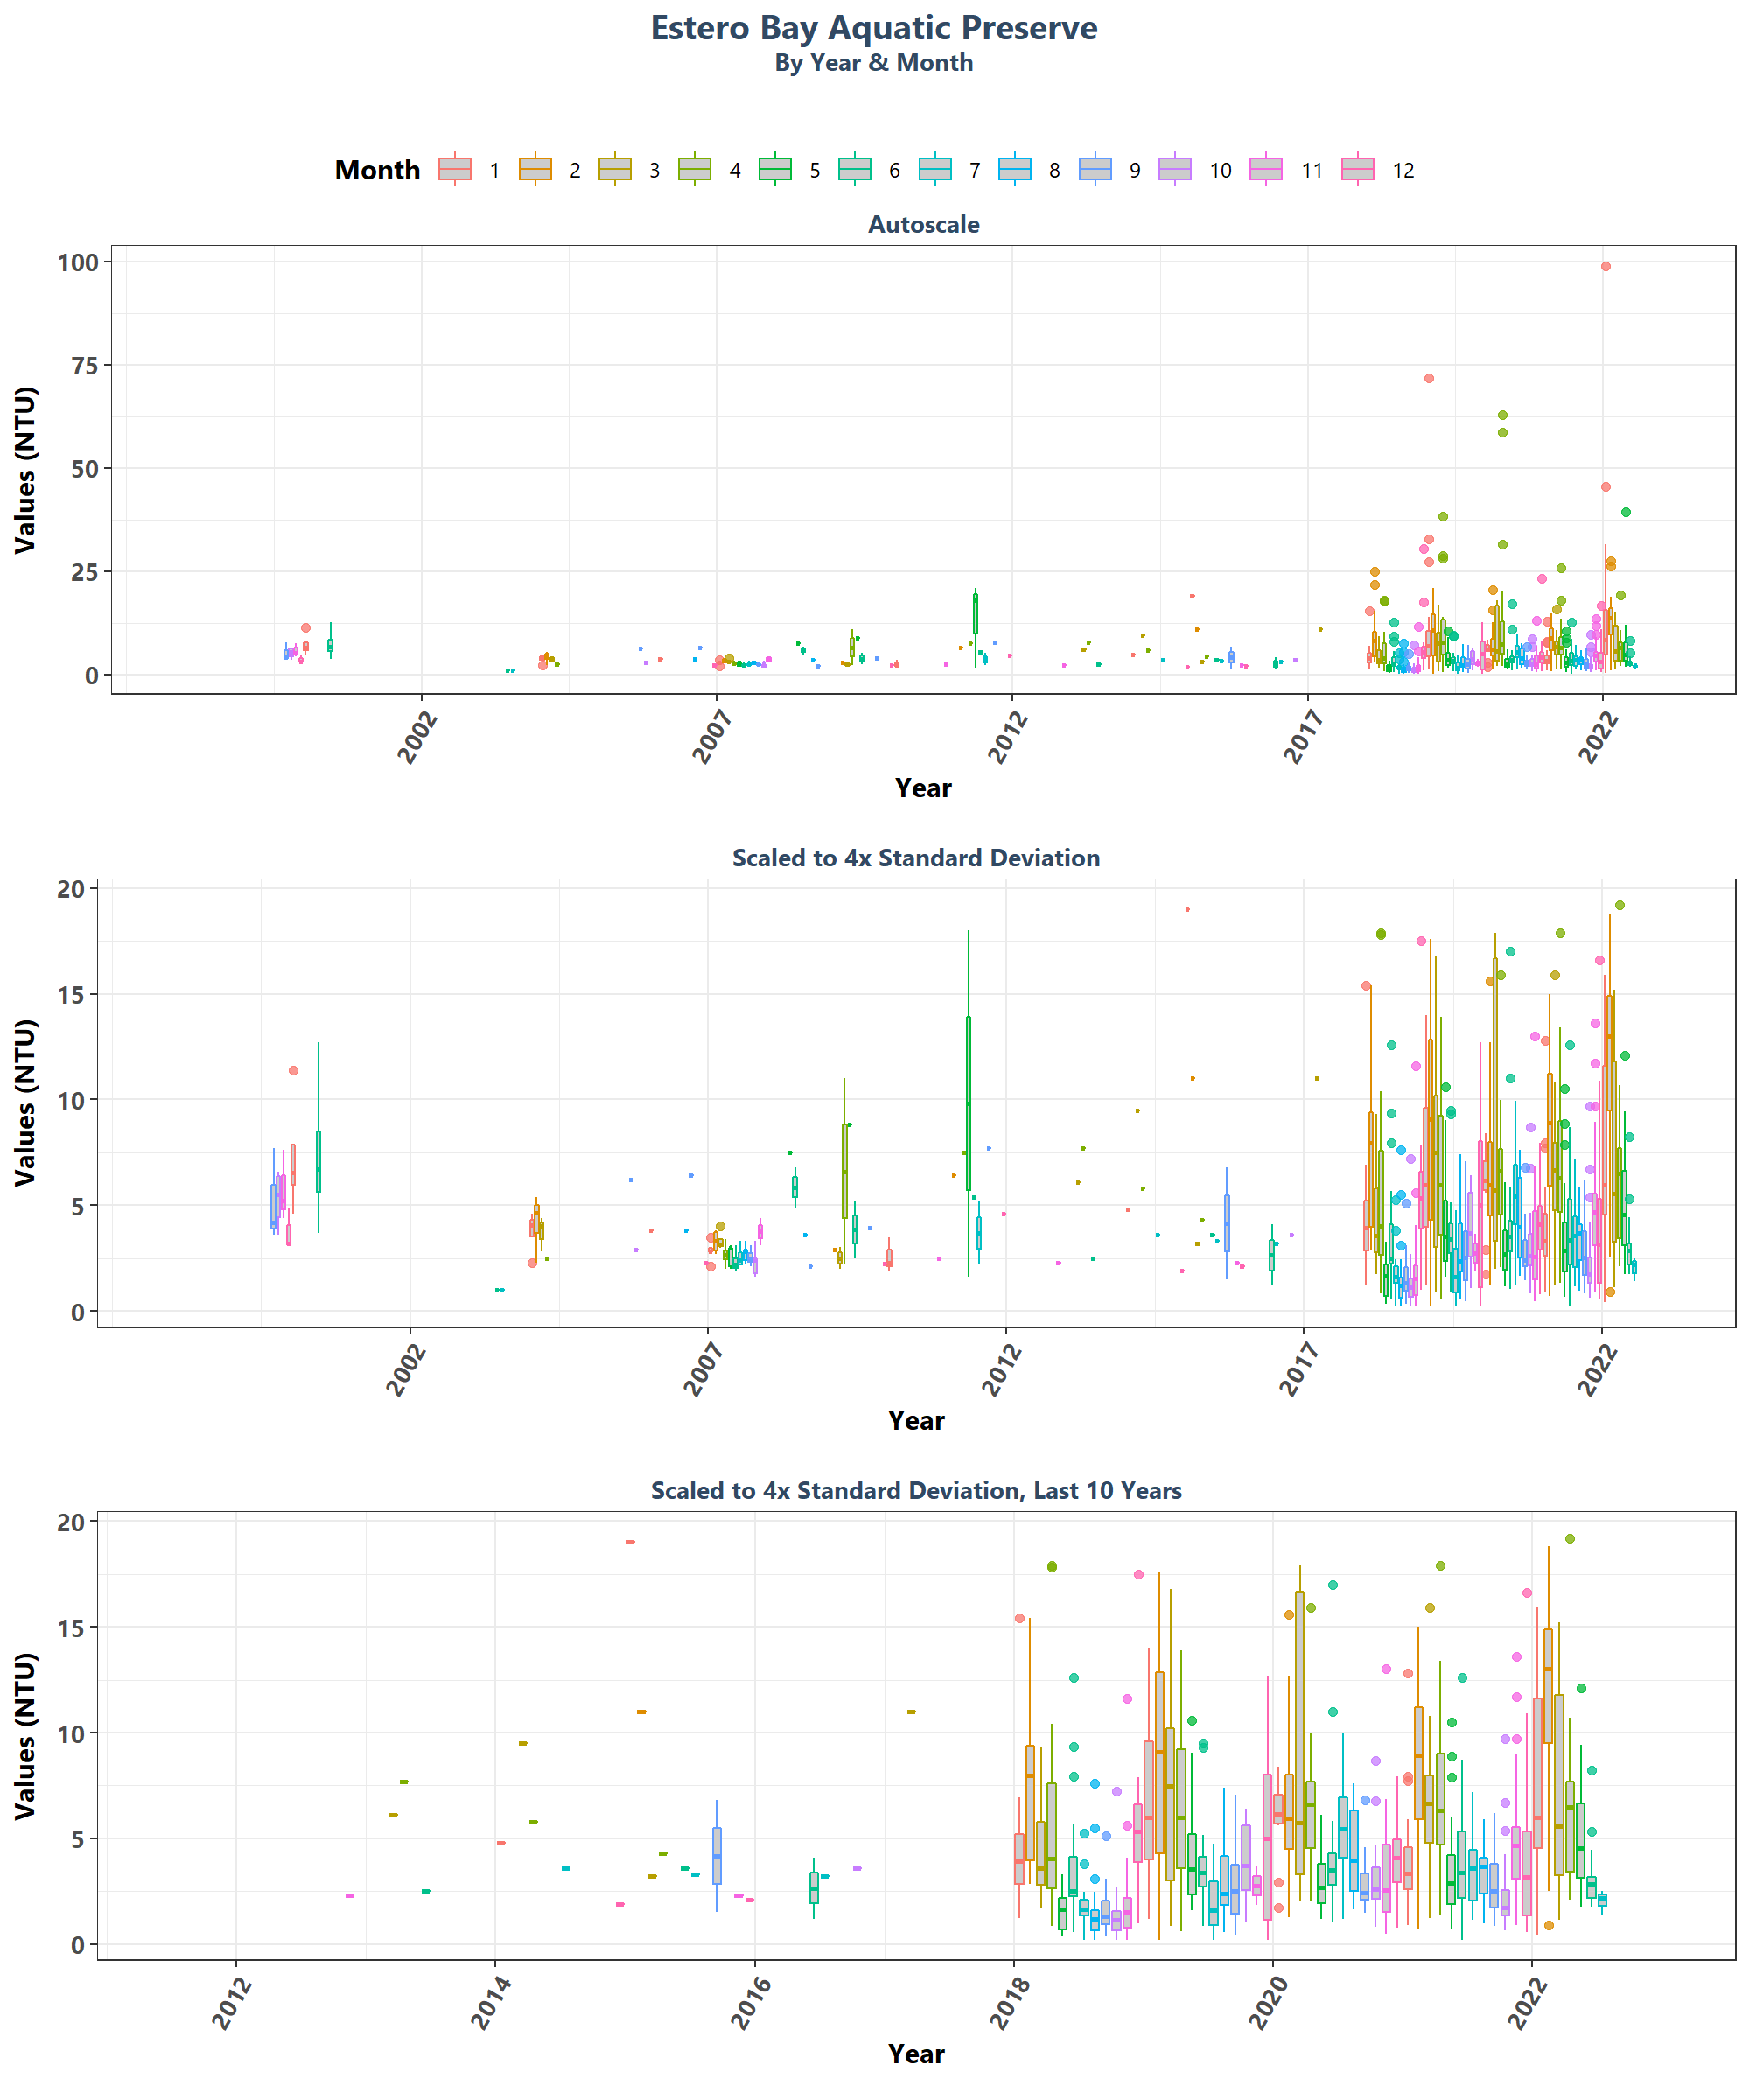 Estero Bay Aquatic Preserve
By Year & Month
Month 1 2 3 4 5 6 7 8 9 10 11 12
Autoscale
100
75
50
25
0
Values (NTU)
2002 2007 2012 2017 2022
Year
Scaled to 4x Standard Deviation
20
15
10
5
0
Values (NTU)
2002 2007 2012 2017 2022
Year
Scaled to 4x Standard Deviation, Last 10 Years
20
15
10
5
0
Values (NTU)
2012 2014 2016 2018 2020 2022
Year